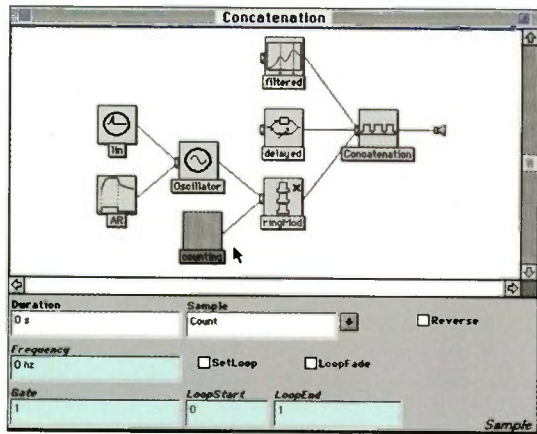 Concatenation
filtered
lin
delayed
Concatenation
Oscillator
AR
ringMod
counting
Duration
Sample
0 s
Count
Reverse
Frequency
0 hz
SetLoop
LoopFade
Gate
LoopStart
LoopEnd
1
0
1
Sample